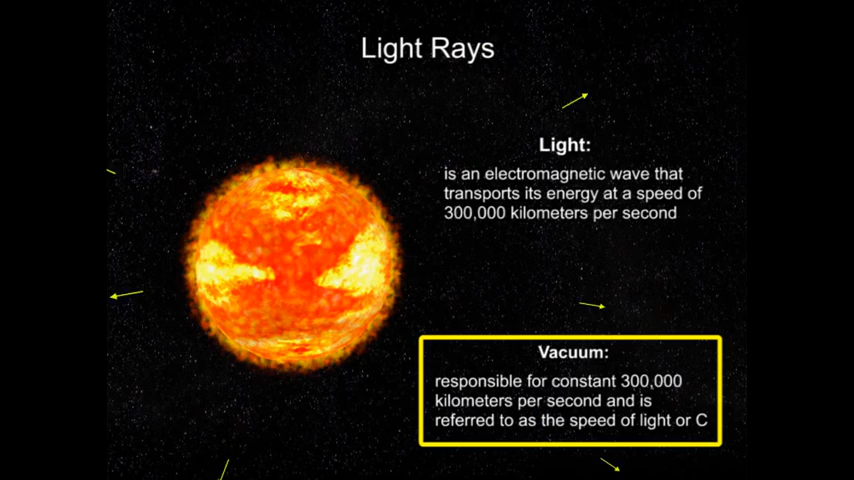 Light Rays
Light:
is an electromagnetic wave that
transports its energy at a speed of
300,000 kilometers per second
Vacuum:
responsible for constant 300,000
kilometers per second and is
referred to as the speed of light or C